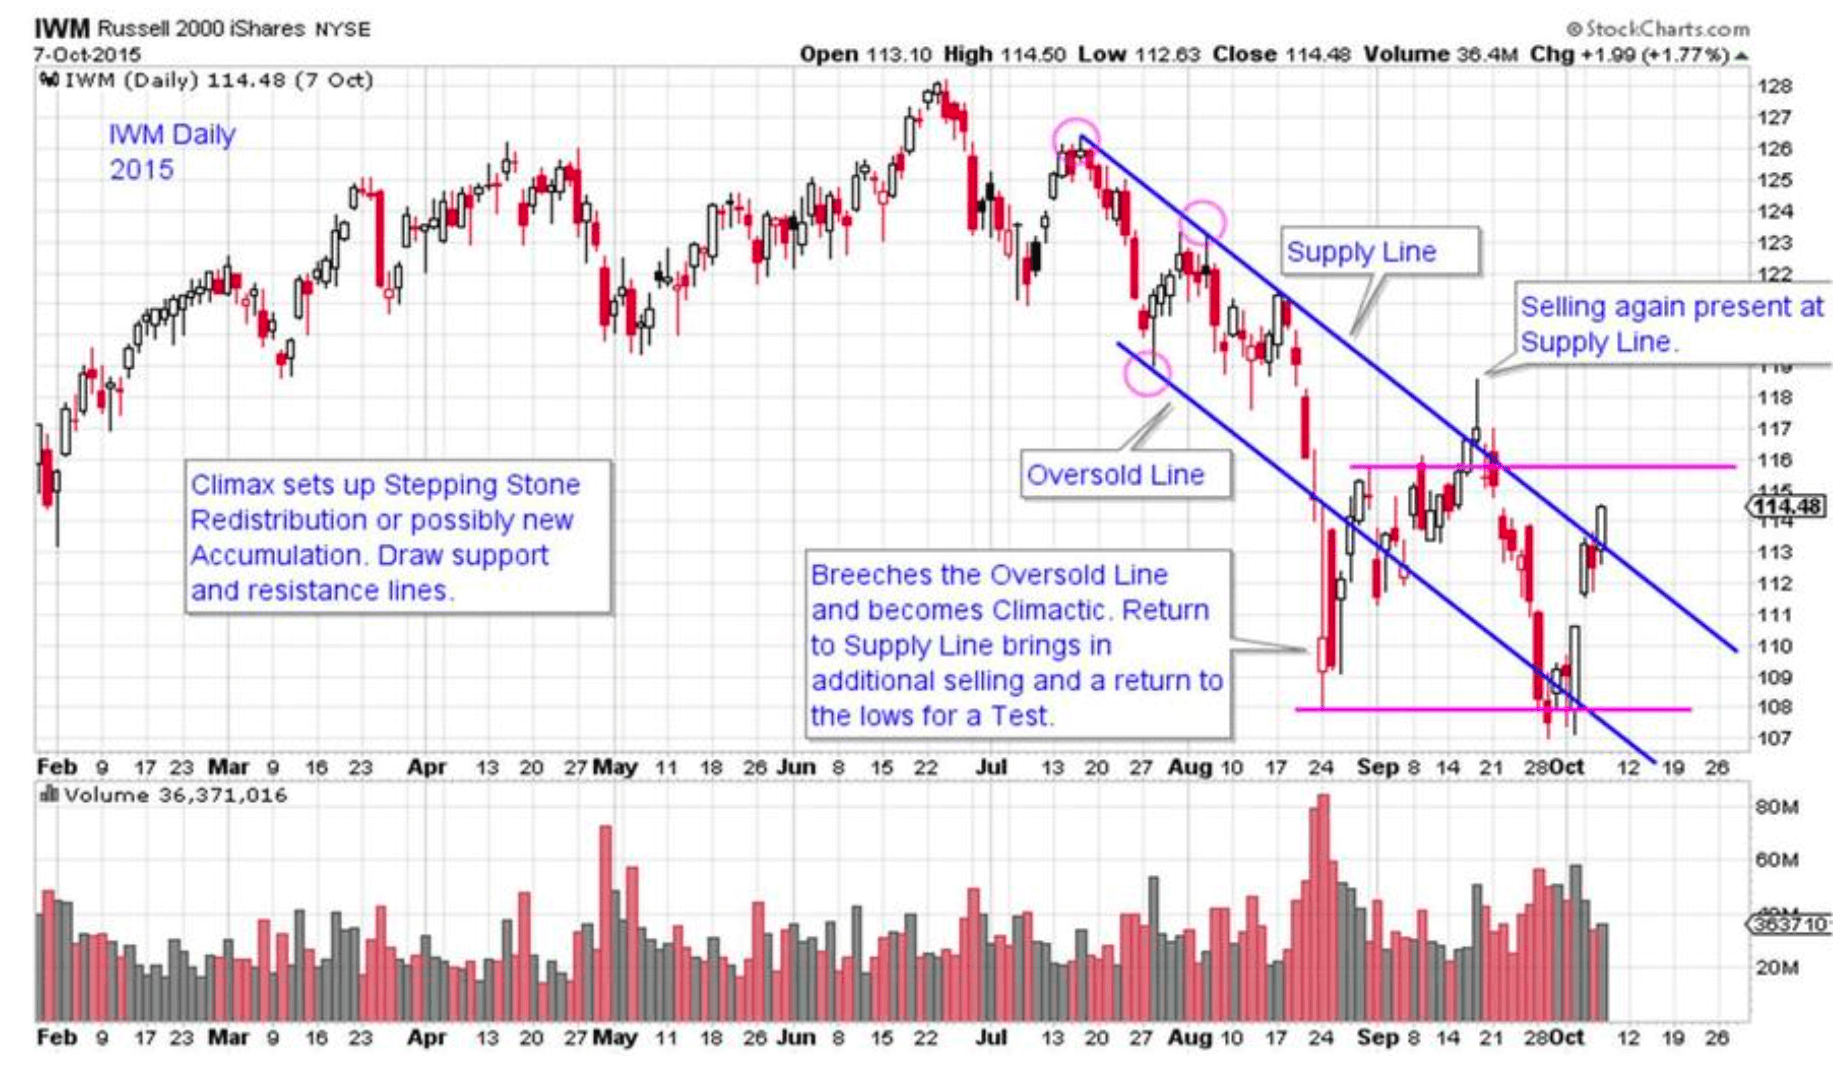 IWM Russell 2000 iShares NYSE
© StockCharts.com
7-Oct-2015
Open 113.10 High 114.50 Low 112.63 Close 114.48 Volume 36.4M Chg +1.99 (+1.77%)
IWM (Daily) 114.48 (7 Oct)
IWM Daily
2015
Supply Line
Selling again present at
Supply Line.
Oversold Line
Climax sets up Stepping Stone
Redistribution or possibly new
Accumulation. Draw support
and resistance lines.
Breeches the Oversold Line
and becomes Climactic. Return
to Supply Line brings in
additional selling and a return to
the lows for a Test.
128
127
126
125
124
123
122
119
118
117
116
115
114.48
114
113
112
111
110
109
108
107
Feb 9 17 23 Mar 9 16 23 Apr 13 20 27 May 11 18 26 Jun 8 15 22 Jul 13 20 27 Aug 10 17 24 Sep 8 14 21 28 Oct 12 19 26
Volume 36,371,016
80M
60M
40M
363710
20M
Feb 9 17 23 Mar 9 16 23 Apr 13 20 27 May 11 18 26 Jun 8 15 22 Jul 13 20 27 Aug 10 17 24 Sep 8 14 21 28 Oct 12 19 26